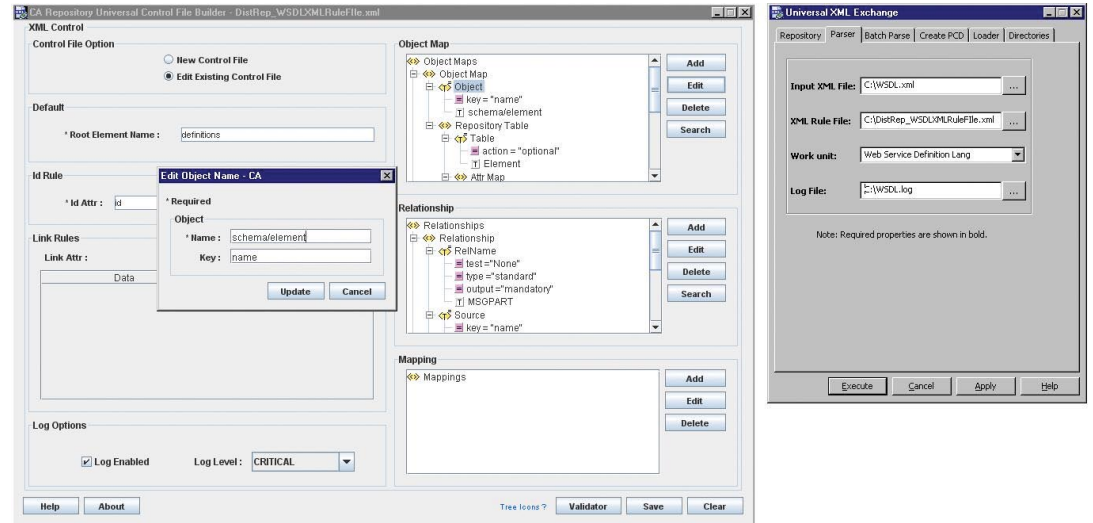 CA Repository Universal Control File Builder - DistRep_WSDLXMLRuleFIle.xml
XML Control
Control File Option
New Control File
Edit Existing Control File
Default
* Root Element Name : definitions
Id Rule
* Id Attr : id
Link Rules
Link Attr :
Data
Edit Object Name - CA
* Required
Object
* Name : schema/element
Key : name
Update Cancel
Log Options
Log Enabled Log Level : CRITICAL
Help About
Object Map
Object Maps
Object Map
Object
key = "name"
schema/element
Repository Table
Table
action = "optional"
Element
Attr Map
Add
Edit
Delete
Search
Relationship
Relationships
Relationship
RelName
test ="None"
type ="standard"
output ="mandatory"
MSGPART
Source
key = "name"
Add
Edit
Delete
Search
Mapping
Mappings
Add
Edit
Delete
Tree Icons ? Validator Save Clear
Universal XML Exchange
Repository Parser Batch Parse Create PCD Loader Directories
Input XML File: C:\WSDL.xml ...
XML Rule File: C:\DistRep_WSDLXMLRuleFIle.xml ...
Work unit: Web Service Definition Lang
Log File: E:\WSDL.log ...
Note: Required properties are shown in bold.
Execute Cancel Apply Help